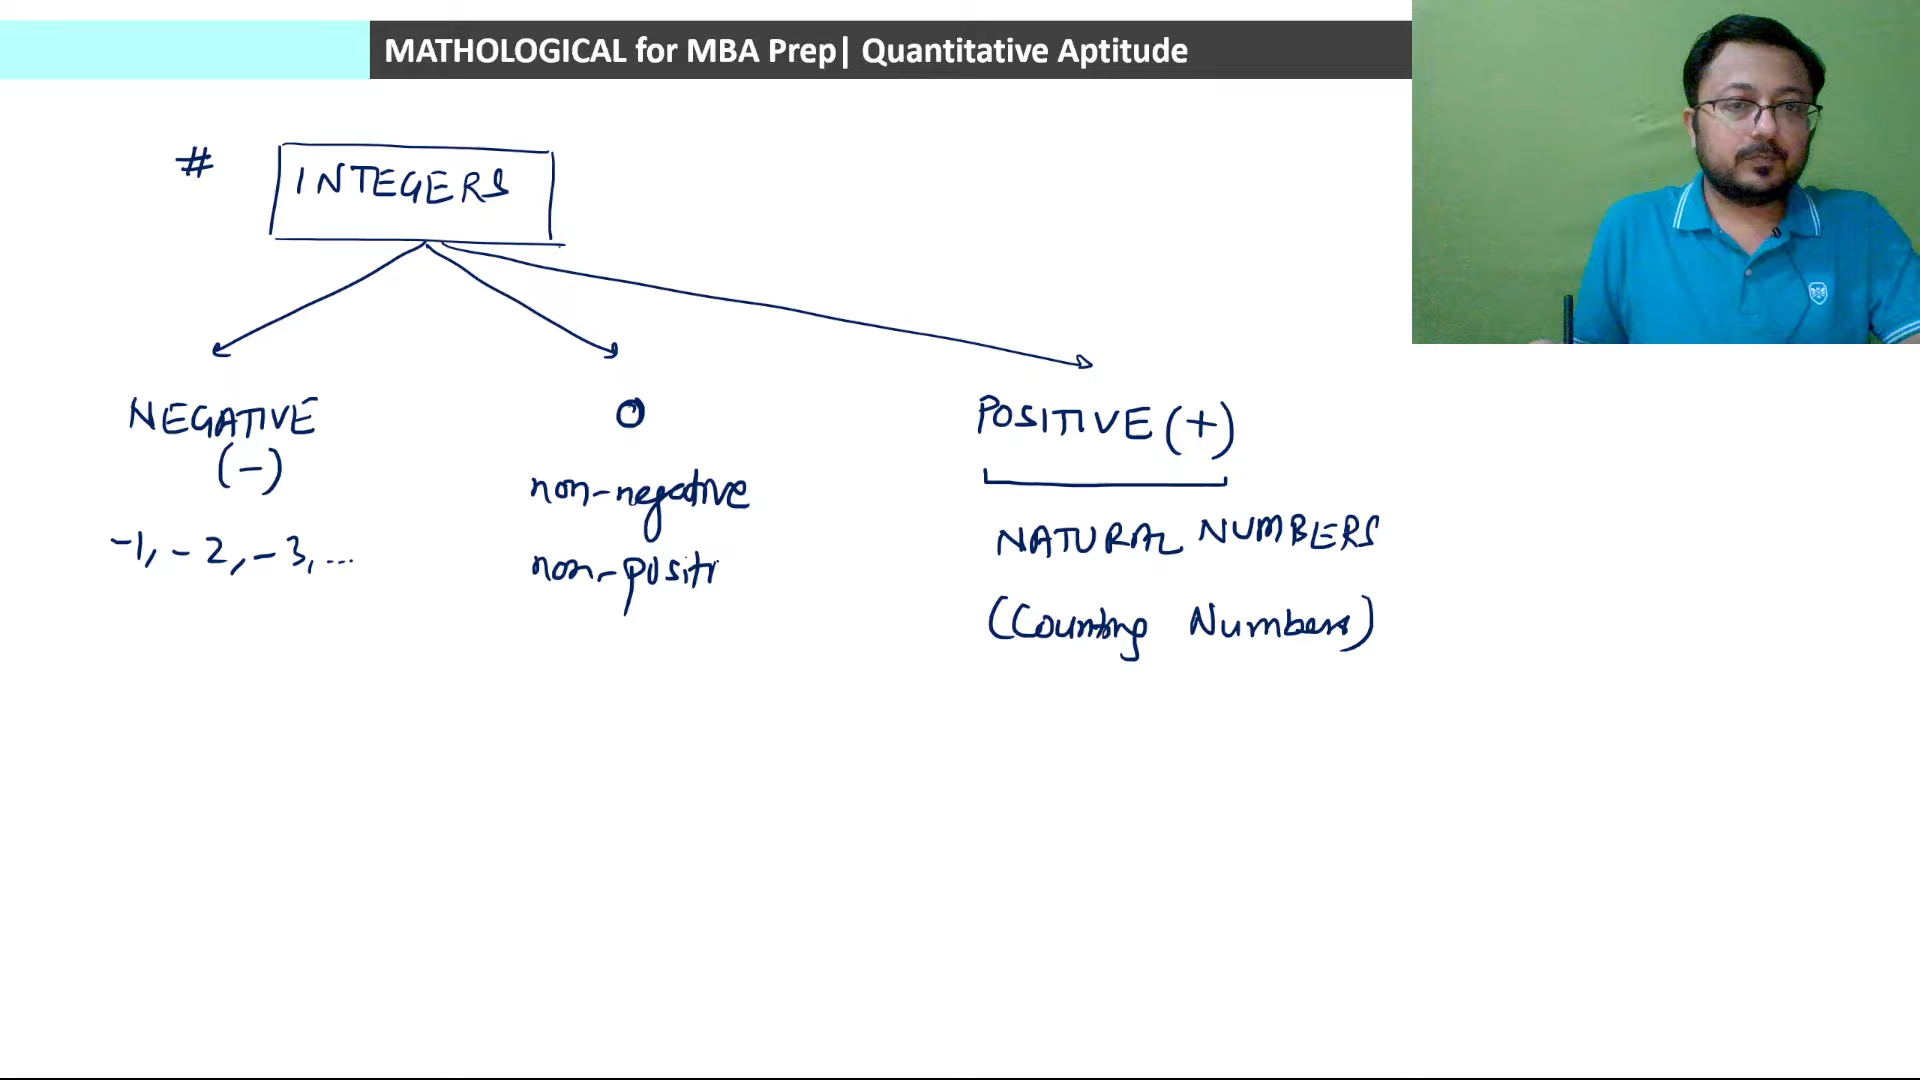 MATHOLOGICAL for MBA Prep| Quantitative Aptitude
# INTEGERS
NEGATIVE
(-)
-1, -2, -3, ...
0
non-negative
non-positi
POSITIVE (+)
NATURAL NUMBERS
(Counting Numbers)